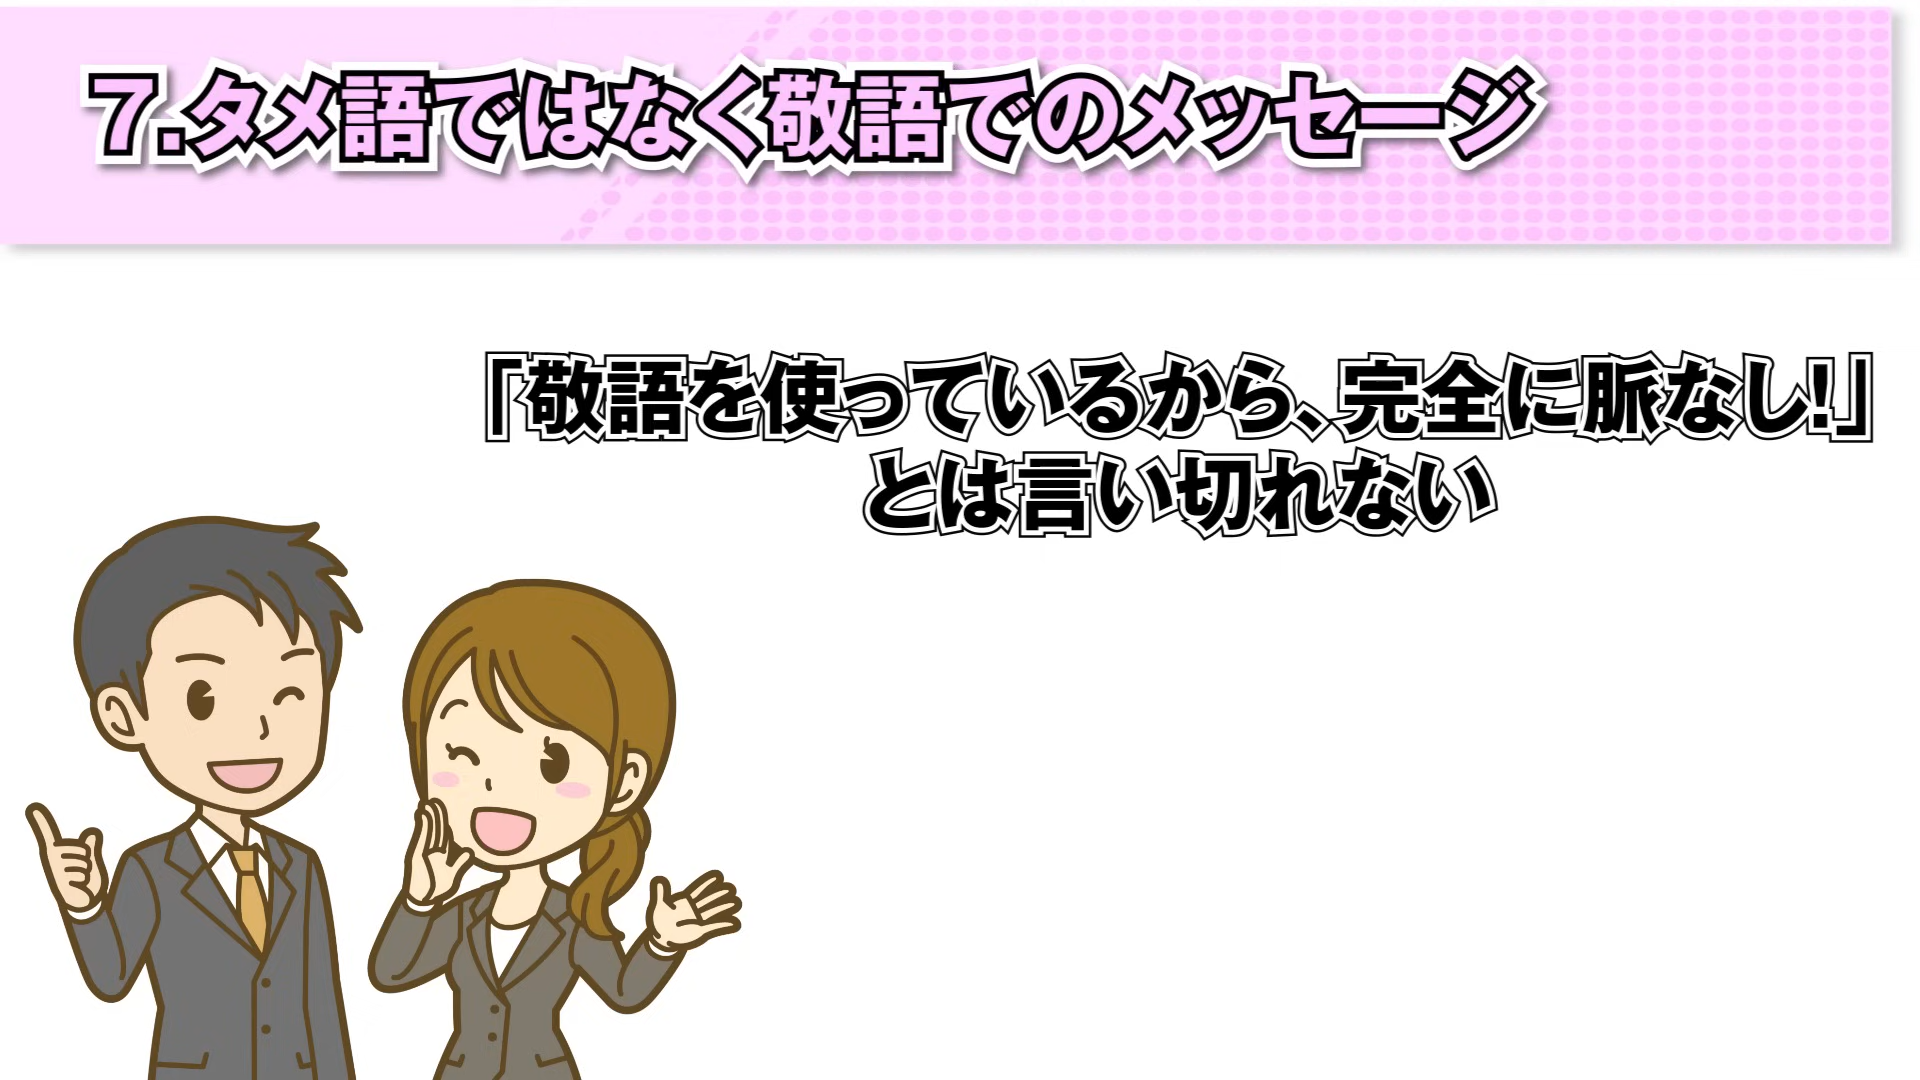 7.タメ語ではなく敬語でのメッセージ
「敬語を使っているから、完全に脈なし!」
とは言い切れない